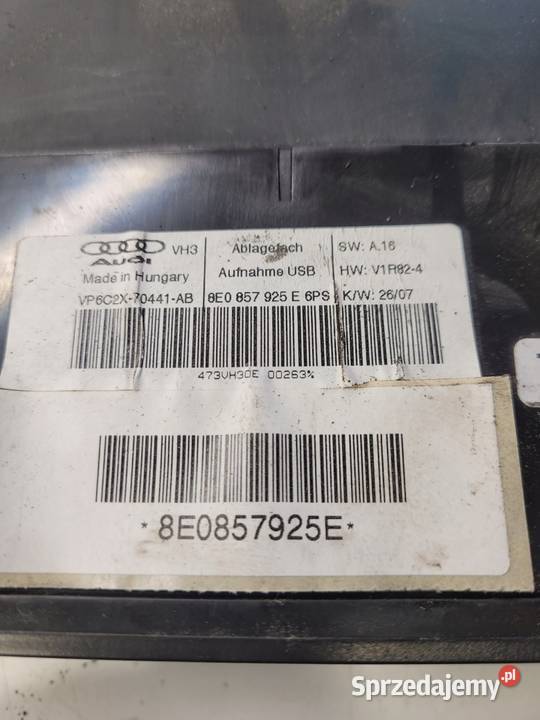 AUDI VH3
Made in Hungary
VP6C2X-70441-AB
Ablagefach
Aufnahme USB
8E0 857 925 E 6PS
SW: A.16
HW: V1R82-4
K/W: 26/07
473VH30E 00263%
*8E0857925E*
Sprzedajemy.pl